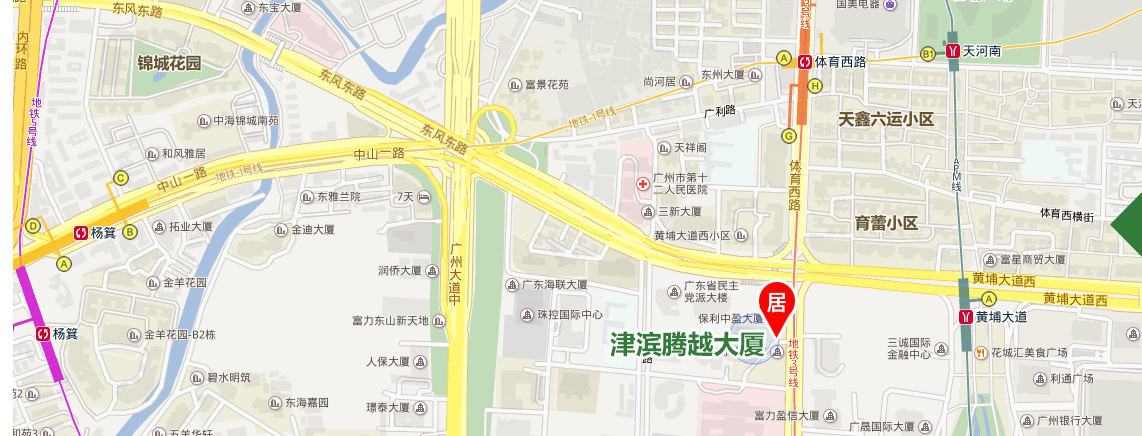 东宝大厦
东风东路
国美电器
内环路
锦城花园
东风东路
富景花苑
尚河居
东州大厦
A
体育西路
B1
天河南
H
地铁5号线
中海锦城南苑
地铁1号线
广利路
天鑫六运小区
G
东风东路
和风雅居
中山一路
天祥阁
中山一路
地铁1号线
C
广州市第十
二人民医院
体育西路
APM线
东雅兰院
7天
三新大厦
体育西横街
D
杨箕
B
拓业大厦
金迪大厦
黄埔大道西小区
育蕾小区
A
广州大道中
富星商贸大厦
润侨大厦
金羊花园
广东海联大厦
广东省民主
党派大楼
黄埔大道西
居
A
黄埔大道西
珠控国际中心
保利中盈大厦
黄埔大道
富力东山新天地
杨箕
金羊花园-B2栋
津滨腾越大厦
路
地铁3号线
三诚国际
金融中心
花城汇美食广场
人保大厦
碧水明筑
利通广场
东海嘉园
璟泰大厦
富力盈信大厦
广晟国际大厦
广州银行大厦
五羊华轩
和苑3